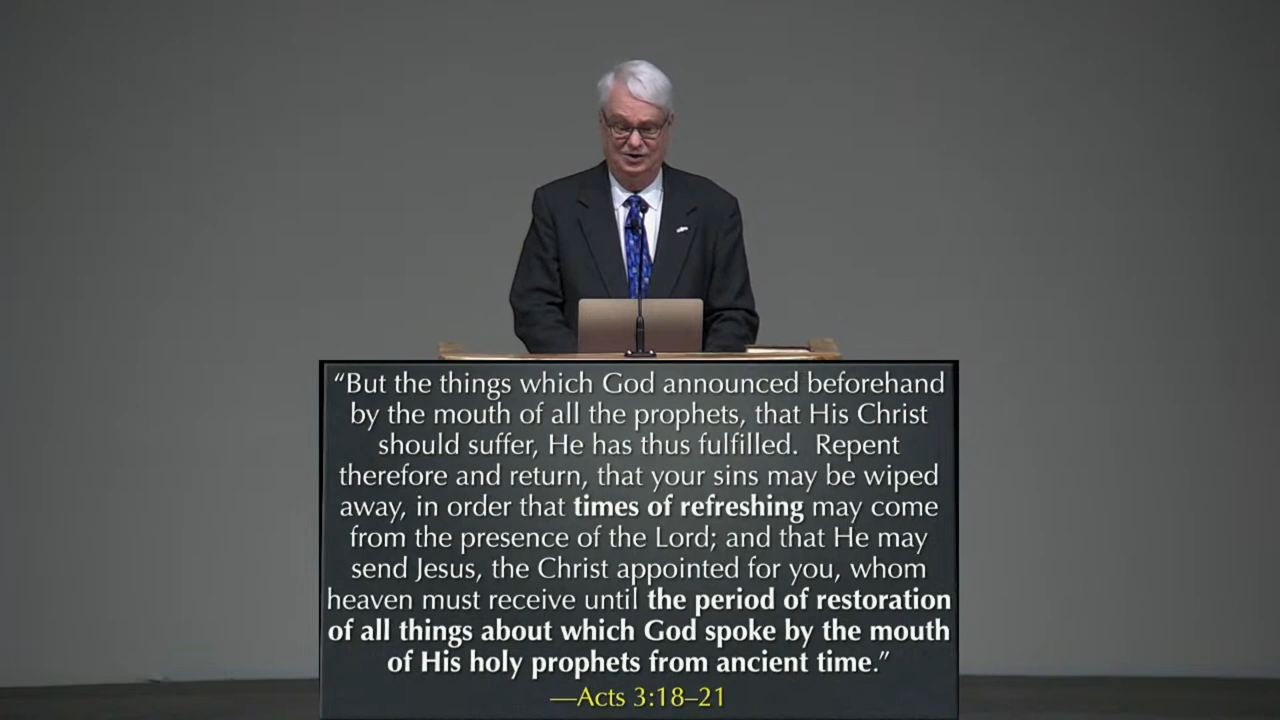 “But the things which God announced beforehand
by the mouth of all the prophets, that His Christ
should suffer, He has thus fulfilled.  Repent
therefore and return, that your sins may be wiped
away, in order that times of refreshing may come
from the presence of the Lord; and that He may
send Jesus, the Christ appointed for you, whom
heaven must receive until the period of restoration
of all things about which God spoke by the mouth
of His holy prophets from ancient time.”
—Acts 3:18–21